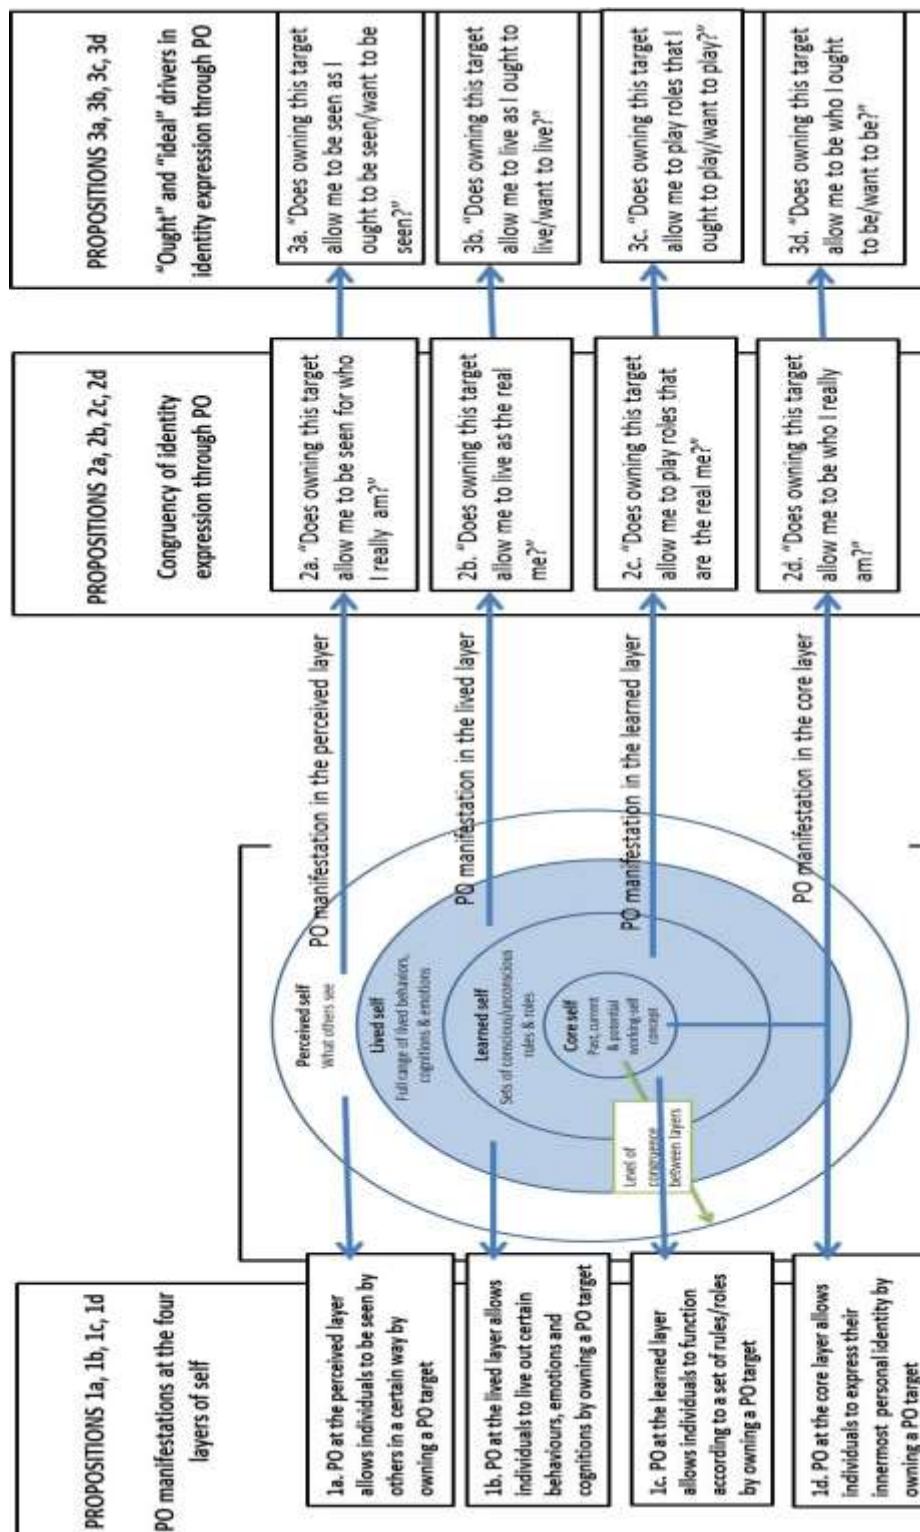 PROPOSITIONS 1a, 1b, 1c, 1d
PO manifestations at the four
layers of self
1a. PO at the perceived layer
allows individuals to be seen by
others in a certain way by
owning a PO target
1b. PO at the lived layer allows
individuals to live out certain
behaviours, emotions and
cognitions by owning a PO target
1c. PO at the learned layer
allows individuals to function
according to a set of rules/roles
by owning a PO target
1d. PO at the core layer allows
individuals to express their
innermost personal identity by
owning a PO target
Perceived self
What others see
Lived self
Full range of lived behaviors,
cognitions & emotions
Learned self
Sets of conscious/unconscious
rules & roles
Core self
Past, current
& potential
working-self
concept
Level of
congruence
between layers
PO manifestation in the perceived layer
PO manifestation in the lived layer
PO manifestation in the learned layer
PO manifestation in the core layer
PROPOSITIONS 2a, 2b, 2c, 2d
Congruency of identity
expression through PO
2a. "Does owning this target
allow me to be seen for who
I really am?"
2b. "Does owning this target
allow me to live as the real
me?"
2c. "Does owning this target
allow me to play roles that
are the real me?"
2d. "Does owning this target
allow me to be who I really
am?"
PROPOSITIONS 3a, 3b, 3c, 3d
"Ought" and "ideal" drivers in
identity expression through PO
3a. "Does owning this target
allow me to be seen as I
ought to be seen/want to be
seen?"
3b. "Does owning this target
allow me to live as I ought to
live/want to live?"
3c. "Does owning this target
allow me to play roles that I
ought to play/want to play?"
3d. "Does owning this target
allow me to be who I ought
to be/want to be?"